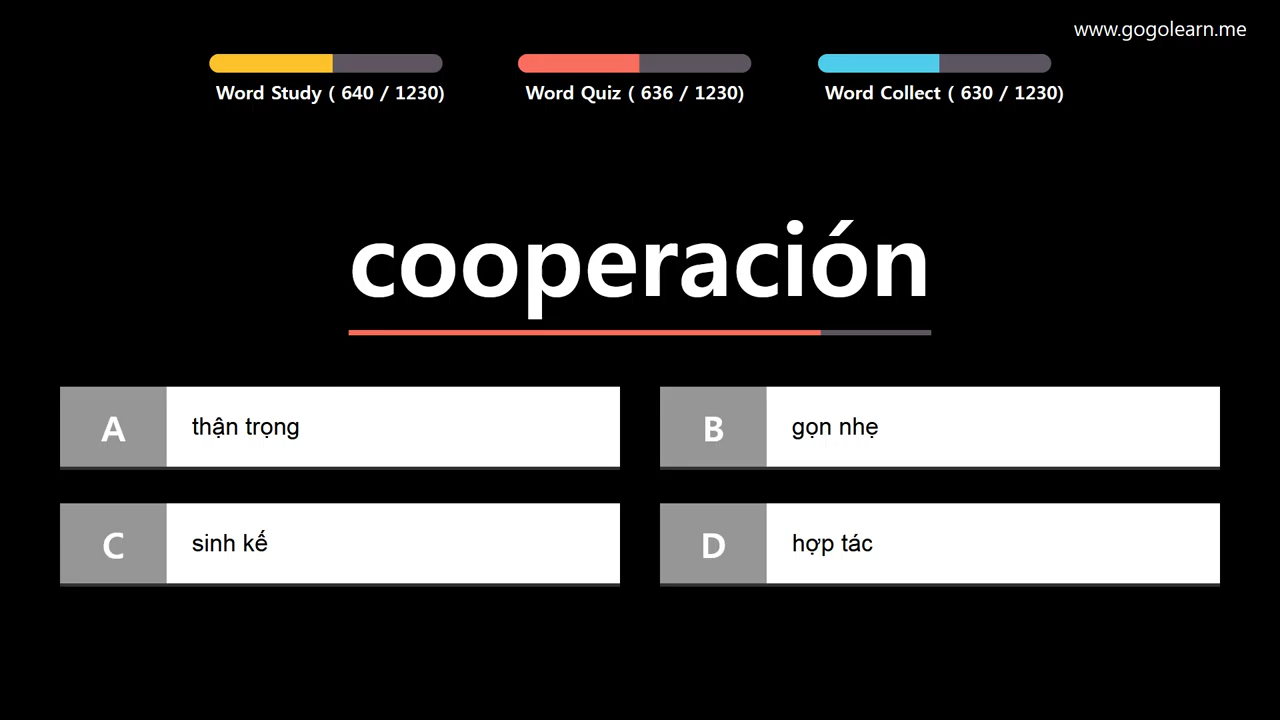 www.gogolearn.me
Word Study ( 640 / 1230)
Word Quiz ( 636 / 1230)
Word Collect ( 630 / 1230)
cooperación
A thận trọng
B gọn nhẹ
C sinh kế
D hợp tác